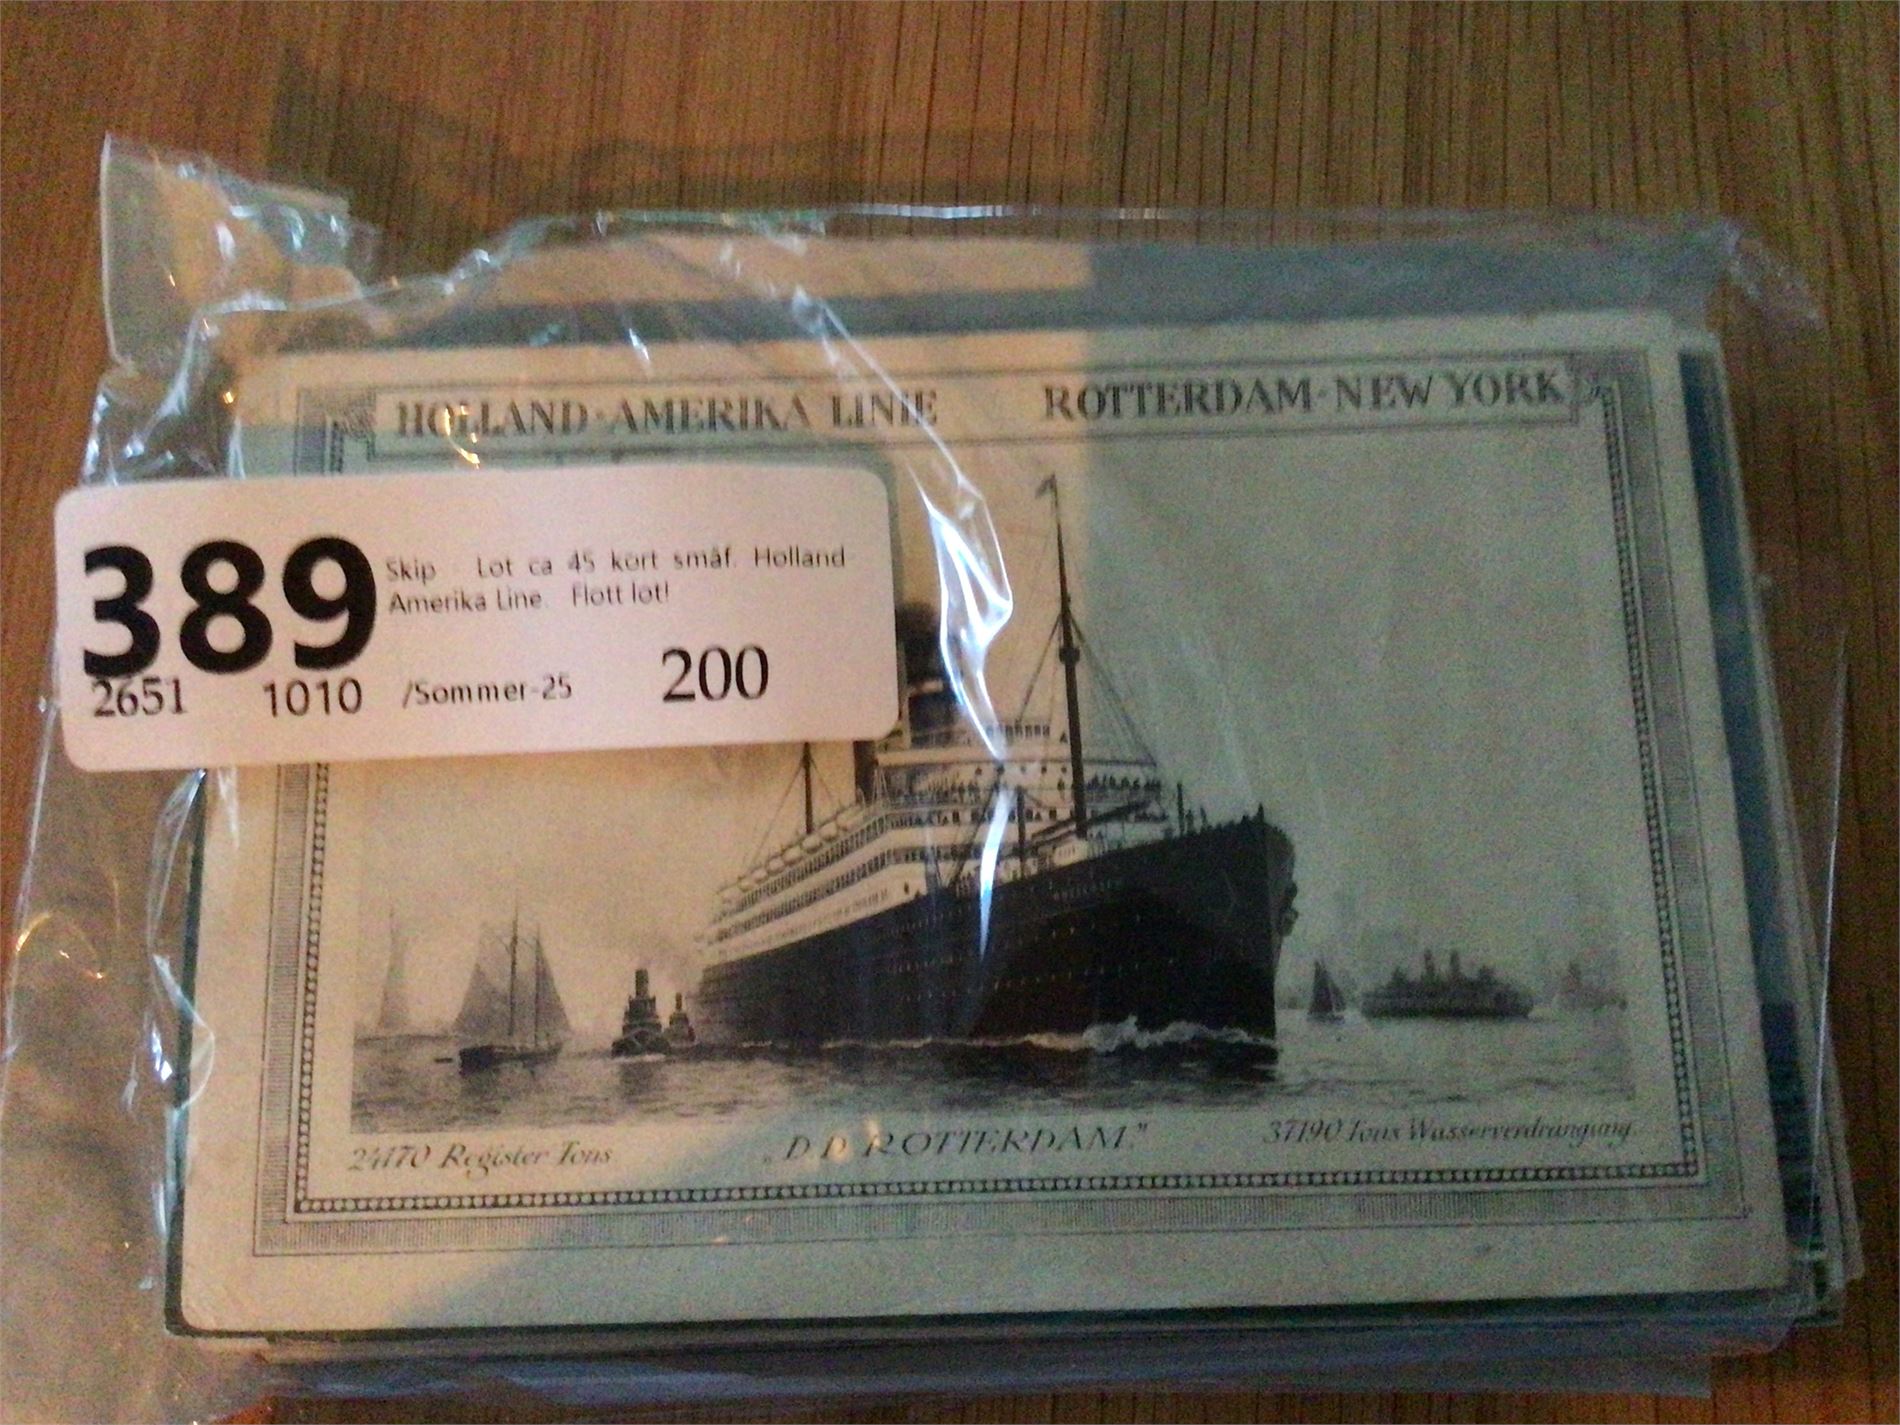 HOLLAND-AMERIKA LINIE ROTTERDAM-NEW YORK
389
Skip - Lot ca 45 kort småf. Holland
Amerika Line. Flott lot!
2651 1010 /Sommer-25 200
24170 Register Tons „D.D. ROTTERDAM.” 37190 Tons Wasserverdrängung